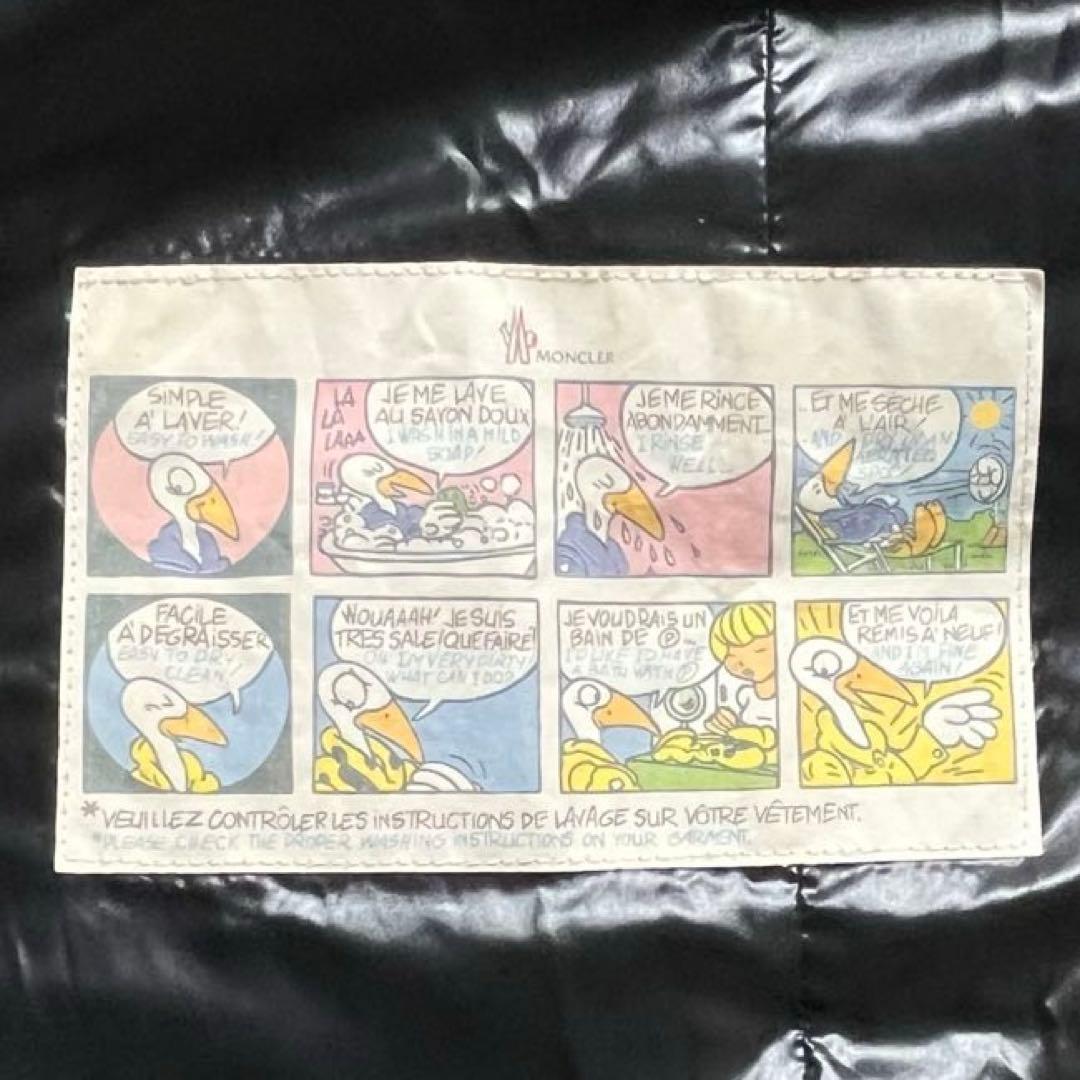 MONCLER
SIMPLE
A' LAVER!
EASY TO WASH!
LA
LA
LAAA
JE ME LAVE
AU SAVON DOUX
I WASH IN A MILD
SOAP!
JE ME RINCE
ABONDAMMENT...
I RINSE
WELL...
..ET ME SECHE
A' L'AIR!
AND
FACILE
A' DEGRAISSER
EASY TO DRY
CLEAN!
WOUAAAH! JE SUIS
TRES SALE! QUE FAIRE?
OH I'M VERY DIRTY
WHAT CAN I DO?
JE VOUDRAIS UN
BAIN DE Ⓟ...
I'D LIKE TO HAVE
A BATH WITH Ⓟ
ET ME VOILA
REMIS A' NEUF!
AND I'M FINE
AGAIN!
*VEUILLEZ CONTRÔLER LES INSTRUCTIONS DE LAVAGE SUR VÔTRE VÊTEMENT.
*PLEASE CHECK THE PROPER WASHING INSTRUCTIONS ON YOUR GARMENT.